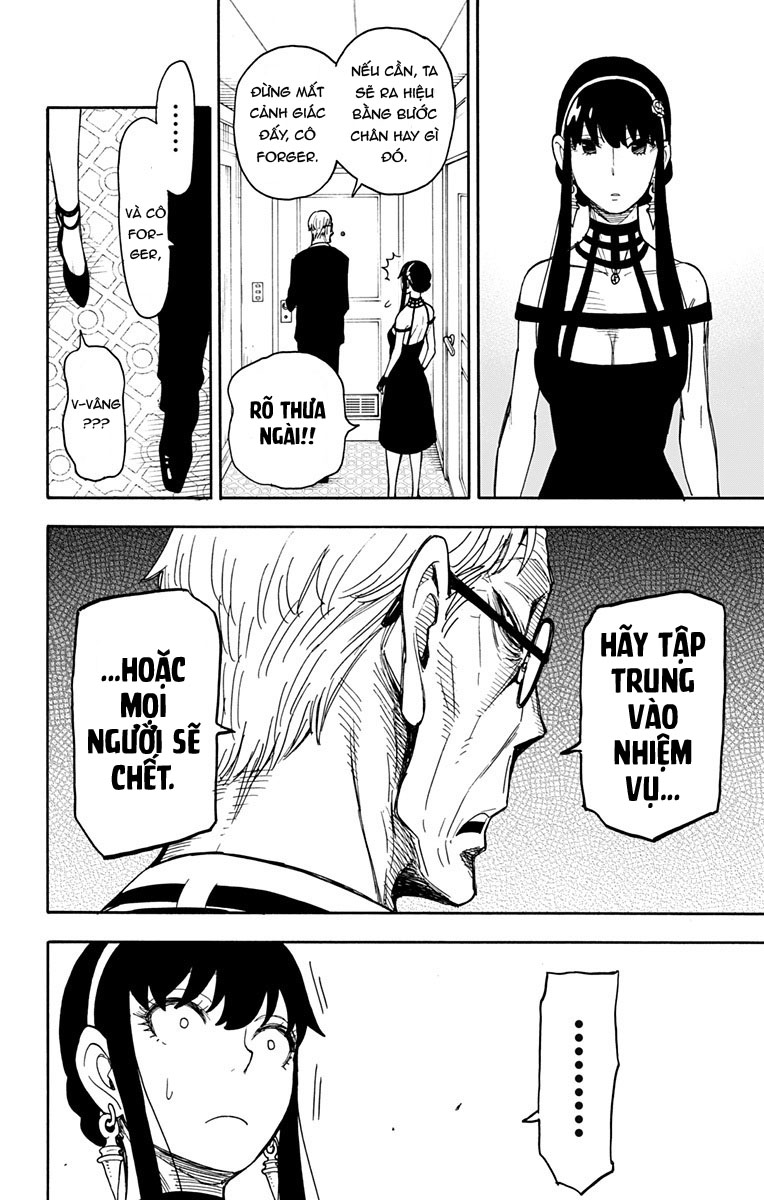 NẾU CẦN, TA
SẼ RA HIỆU
BẰNG BƯỚC
CHÂN HAY GÌ
ĐÓ.
ĐỪNG MẤT
CẢNH GIÁC
ĐẤY, CÔ
FORGER.
RÕ THƯA
NGÀI!!
.....
VÀ CÔ
FOR-
GER,
V-VÂNG
???
HÃY TẬP
TRUNG
VÀO
NHIỆM
VỤ...
...HOẶC
MỌI
NGƯỜI SẼ
CHẾT.
.........